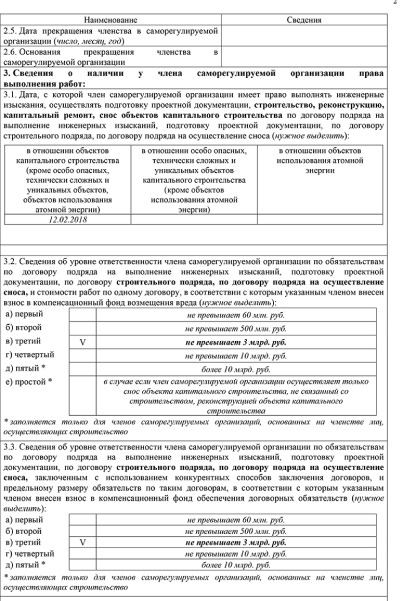 2
Наименование Сведения
2.5. Дата прекращения членства в саморегулируемой
организации (число, месяц, год)
2.6. Основания прекращения членства в
саморегулируемой организации
3. Сведения о наличии у члена саморегулируемой организации права
выполнения работ:
3.1. Дата, с которой член саморегулируемой организации имеет право выполнять инженерные
изыскания, осуществлять подготовку проектной документации, строительство, реконструкцию,
капитальный ремонт, снос объектов капитального строительства по договору подряда на
выполнение инженерных изысканий, подготовку проектной документации, по договору
строительного подряда, по договору подряда на осуществление сноса (нужное выделить):
в отношении объектов
капитального строительства
(кроме особо опасных,
технически сложных и
уникальных объектов,
объектов использования
атомной энергии)
в отношении особо опасных,
технически сложных и
уникальных объектов
капитального строительства
(кроме объектов
использования атомной
энергии)
в отношении объектов
использования атомной
энергии
12.02.2018
3.2. Сведения об уровне ответственности члена саморегулируемой организации по обязательствам
по договору подряда на выполнение инженерных изысканий, подготовку проектной
документации, по договору строительного подряда, по договору подряда на осуществление
сноса, и стоимости работ по одному договору, в соответствии с которым указанным членом внесен
взнос в компенсационный фонд возмещения вреда (нужное выделить):
а) первый не превышает 60 млн. руб.
б) второй не превышает 500 млн. руб.
в) третий V не превышает 3 млрд. руб.
г) четвертый не превышает 10 млрд. руб.
д) пятый * более 10 млрд. руб.
е) простой * в случае если член саморегулируемой организации осуществляет только
снос объекта капитального строительства, не связанный со
строительством, реконструкцией объекта капитального
строительства
* заполняется только для членов саморегулируемых организаций, основанных на членстве лиц,
осуществляющих строительство
3.3. Сведения об уровне ответственности члена саморегулируемой организации по обязательствам
по договору подряда на выполнение инженерных изысканий, подготовку проектной
документации, по договору строительного подряда, по договору подряда на осуществление
сноса, заключенным с использованием конкурентных способов заключения договоров, и
предельному размеру обязательств по таким договорам, в соответствии с которым указанным
членом внесен взнос в компенсационный фонд обеспечения договорных обязательств (нужное
выделить):
а) первый не превышает 60 млн. руб.
б) второй не превышает 500 млн. руб.
в) третий V не превышает 3 млрд. руб.
г) четвертый не превышает 10 млрд. руб.
д) пятый * более 10 млрд. руб.
* заполняется только для членов саморегулируемых организаций, основанных на членстве лиц,
осуществляющих строительство